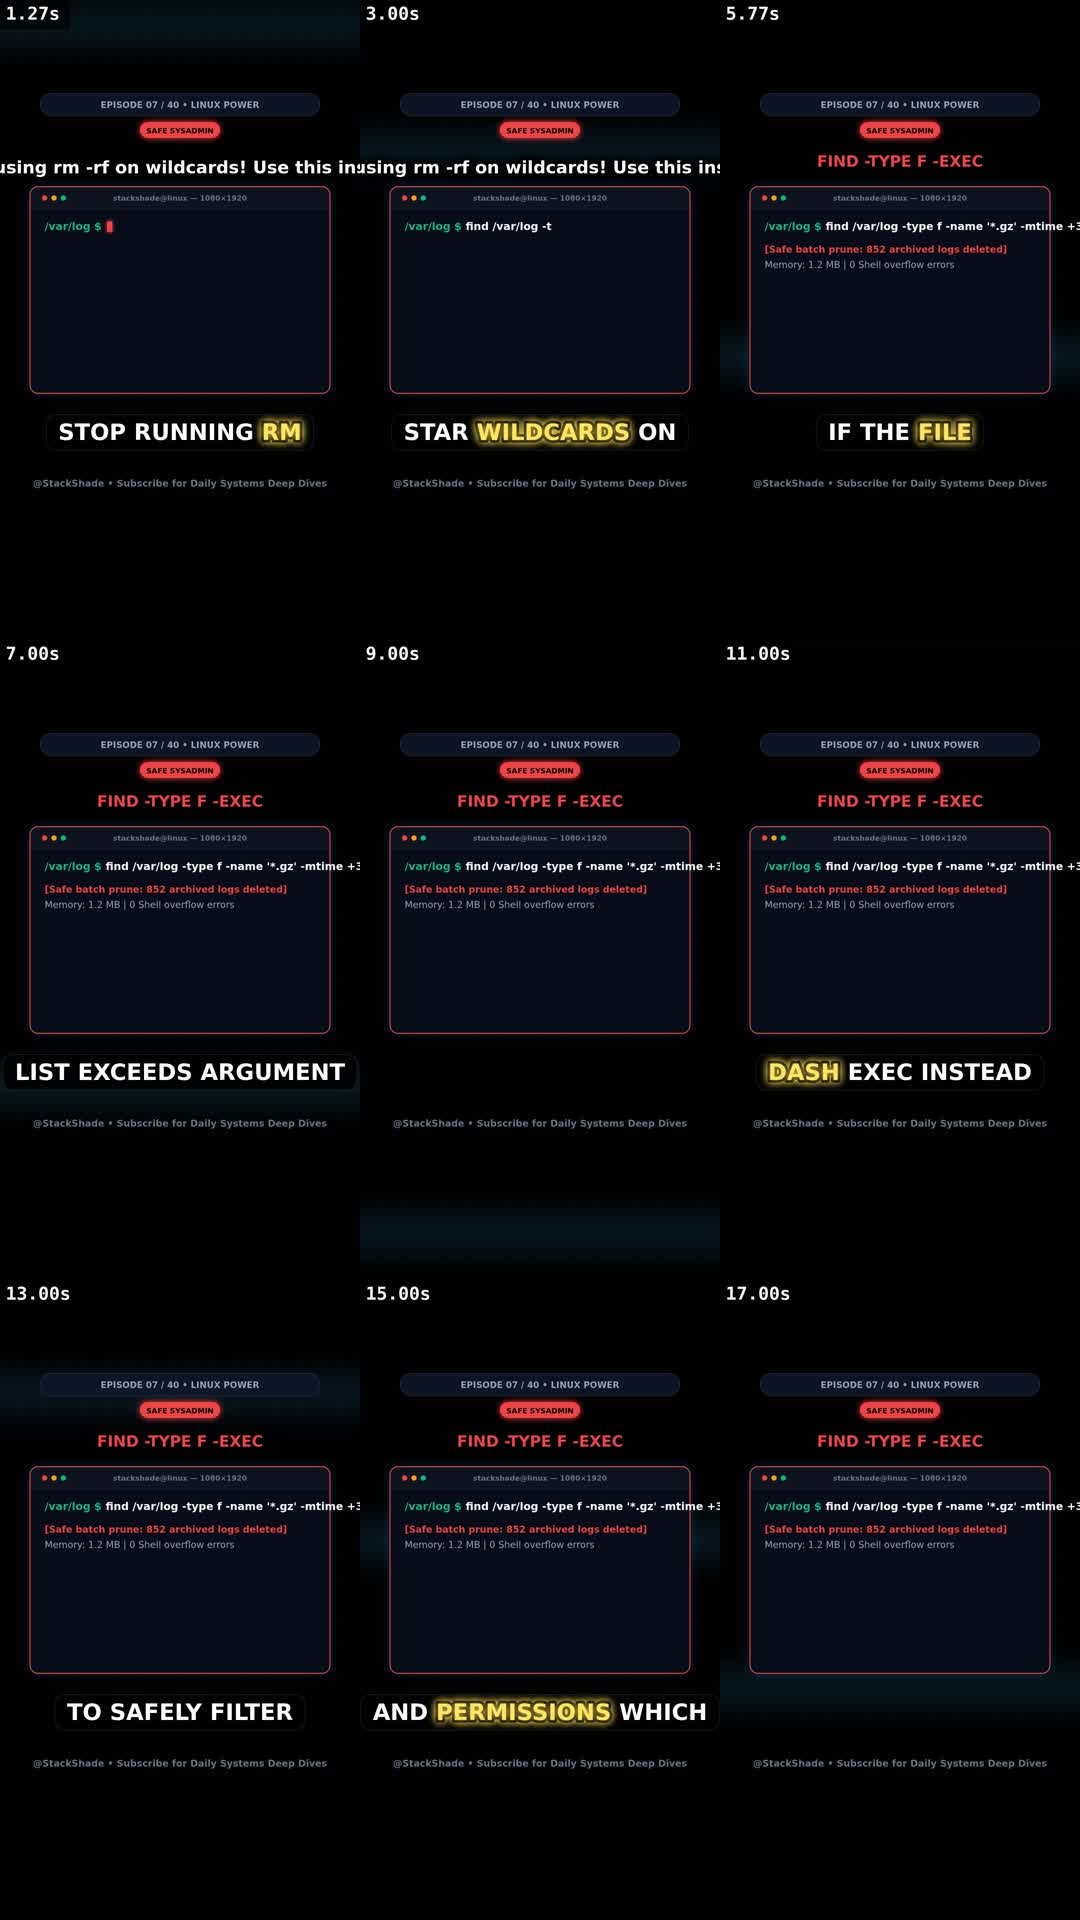 1.27s
EPISODE 07 / 40 • LINUX POWER
SAFE SYSADMIN
using rm -rf on wildcards! Use this ins
stackshade@linux — 1080×1920
/var/log $
STOP RUNNING RM
@StackShade • Subscribe for Daily Systems Deep Dives
3.00s
EPISODE 07 / 40 • LINUX POWER
SAFE SYSADMIN
using rm -rf on wildcards! Use this ins
stackshade@linux — 1080×1920
/var/log $ find /var/log -t
STAR WILDCARDS ON
@StackShade • Subscribe for Daily Systems Deep Dives
5.77s
EPISODE 07 / 40 • LINUX POWER
SAFE SYSADMIN
FIND -TYPE F -EXEC
stackshade@linux — 1080×1920
/var/log $ find /var/log -type f -name '*.gz' -mtime +3
[Safe batch prune: 852 archived logs deleted]
Memory: 1.2 MB | 0 Shell overflow errors
IF THE FILE
@StackShade • Subscribe for Daily Systems Deep Dives
7.00s
EPISODE 07 / 40 • LINUX POWER
SAFE SYSADMIN
FIND -TYPE F -EXEC
stackshade@linux — 1080×1920
/var/log $ find /var/log -type f -name '*.gz' -mtime +3
[Safe batch prune: 852 archived logs deleted]
Memory: 1.2 MB | 0 Shell overflow errors
LIST EXCEEDS ARGUMENT
@StackShade • Subscribe for Daily Systems Deep Dives
9.00s
EPISODE 07 / 40 • LINUX POWER
SAFE SYSADMIN
FIND -TYPE F -EXEC
stackshade@linux — 1080×1920
/var/log $ find /var/log -type f -name '*.gz' -mtime +3
[Safe batch prune: 852 archived logs deleted]
Memory: 1.2 MB | 0 Shell overflow errors
@StackShade • Subscribe for Daily Systems Deep Dives
11.00s
EPISODE 07 / 40 • LINUX POWER
SAFE SYSADMIN
FIND -TYPE F -EXEC
stackshade@linux — 1080×1920
/var/log $ find /var/log -type f -name '*.gz' -mtime +3
[Safe batch prune: 852 archived logs deleted]
Memory: 1.2 MB | 0 Shell overflow errors
DASH EXEC INSTEAD
@StackShade • Subscribe for Daily Systems Deep Dives
13.00s
EPISODE 07 / 40 • LINUX POWER
SAFE SYSADMIN
FIND -TYPE F -EXEC
stackshade@linux — 1080×1920
/var/log $ find /var/log -type f -name '*.gz' -mtime +3
[Safe batch prune: 852 archived logs deleted]
Memory: 1.2 MB | 0 Shell overflow errors
TO SAFELY FILTER
@StackShade • Subscribe for Daily Systems Deep Dives
15.00s
EPISODE 07 / 40 • LINUX POWER
SAFE SYSADMIN
FIND -TYPE F -EXEC
stackshade@linux — 1080×1920
/var/log $ find /var/log -type f -name '*.gz' -mtime +3
[Safe batch prune: 852 archived logs deleted]
Memory: 1.2 MB | 0 Shell overflow errors
AND PERMISSIONS WHICH
@StackShade • Subscribe for Daily Systems Deep Dives
17.00s
EPISODE 07 / 40 • LINUX POWER
SAFE SYSADMIN
FIND -TYPE F -EXEC
stackshade@linux — 1080×1920
/var/log $ find /var/log -type f -name '*.gz' -mtime +3
[Safe batch prune: 852 archived logs deleted]
Memory: 1.2 MB | 0 Shell overflow errors
@StackShade • Subscribe for Daily Systems Deep Dives